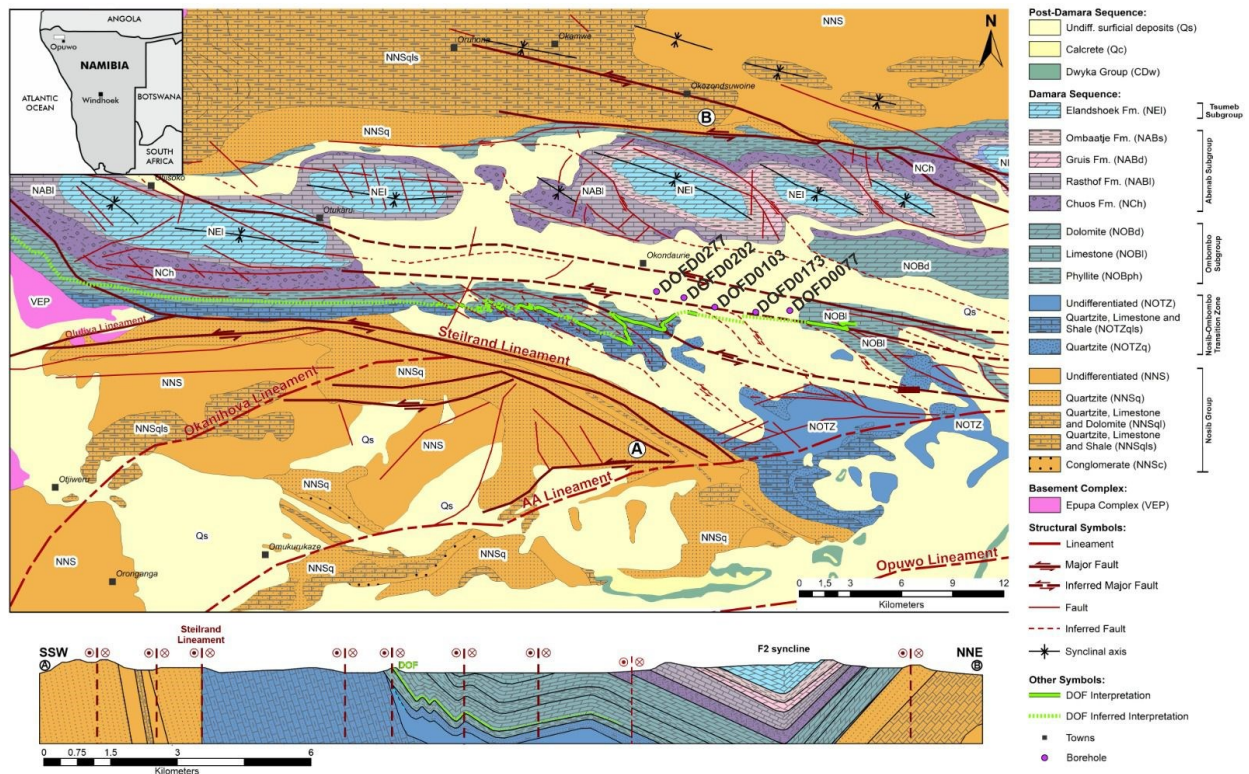 ANGOLA
Opuwo
NAMIBIA
ATLANTIC
OCEAN
Windhoek
BOTSWANA
SOUTH
AFRICA
N
NNS
Okozondsuwoine
B
NNSqls
NNSq
Otukaru
NABl
NEI
NEI
NEI
NABl
NEI
NEI
NCh
NCh
VEP
Okondaurie
DOFD0277
DOFD0202
DOFD0103
DOFD0173
DOFD0077
NOBd
NOBl
NOBl
Qs
Steilrand Lineament
Okanihova Lineament
NNS
NNSq
NNSqls
Qs
NNS
A
AA Lineament
NOTZ
NOTZ
Otjiweru
NNSq
Qs
Qs
NNS
Omukurukaze
NNSq
NNSq
NNSq
Oronganga
Opuwo Lineament
0 1.5 3 6 9 12
Kilometers
SSW
A
Steilrand
Lineament
DOF
F2 syncline
NNE
B
0 0.75 1.5 3 6
Kilometers
Post-Damara Sequence:
Undiff. surficial deposits (Qs)
Calcrete (Qc)
Dwyka Group (CDw)
Damara Sequence:
Elandshoek Fm. (NEI)
Tsumeb
Subgroup
Ombaatje Fm. (NABs)
Gruis Fm. (NABd)
Rasthof Fm. (NABl)
Chuos Fm. (NCh)
Abenab Subgroup
Dolomite (NOBd)
Limestone (NOBl)
Phyllite (NOBph)
Ombombo
Subgroup
Undifferentiated (NOTZ)
Quartzite, Limestone and
Shale (NOTZqls)
Quartzite (NOTZq)
Nosib-Ombombo
Transition Zone
Undifferentiated (NNS)
Quartzite (NNSq)
Quartzite, Limestone
and Dolomite (NNSql)
Quartzite, Limestone
and Shale (NNSqls)
Conglomerate (NNSc)
Nosib Group
Basement Complex:
Epupa Complex (VEP)
Structural Symbols:
Lineament
Major Fault
Inferred Major Fault
Fault
Inferred Fault
Synclinal axis
Other Symbols:
DOF Interpretation
DOF Inferred Interpretation
Towns
Borehole